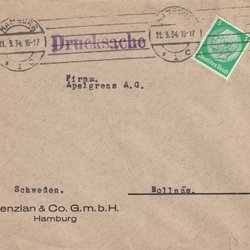 HAMBURG
21.3.34.16-17
HAMBURG
21.3.34.16-17
Drucksache
Deutsches Reich
Firma
Apelgrens A.G.
Schweden. Bollnäs.
enzian & Co. G.m.b.H.
Hamburg